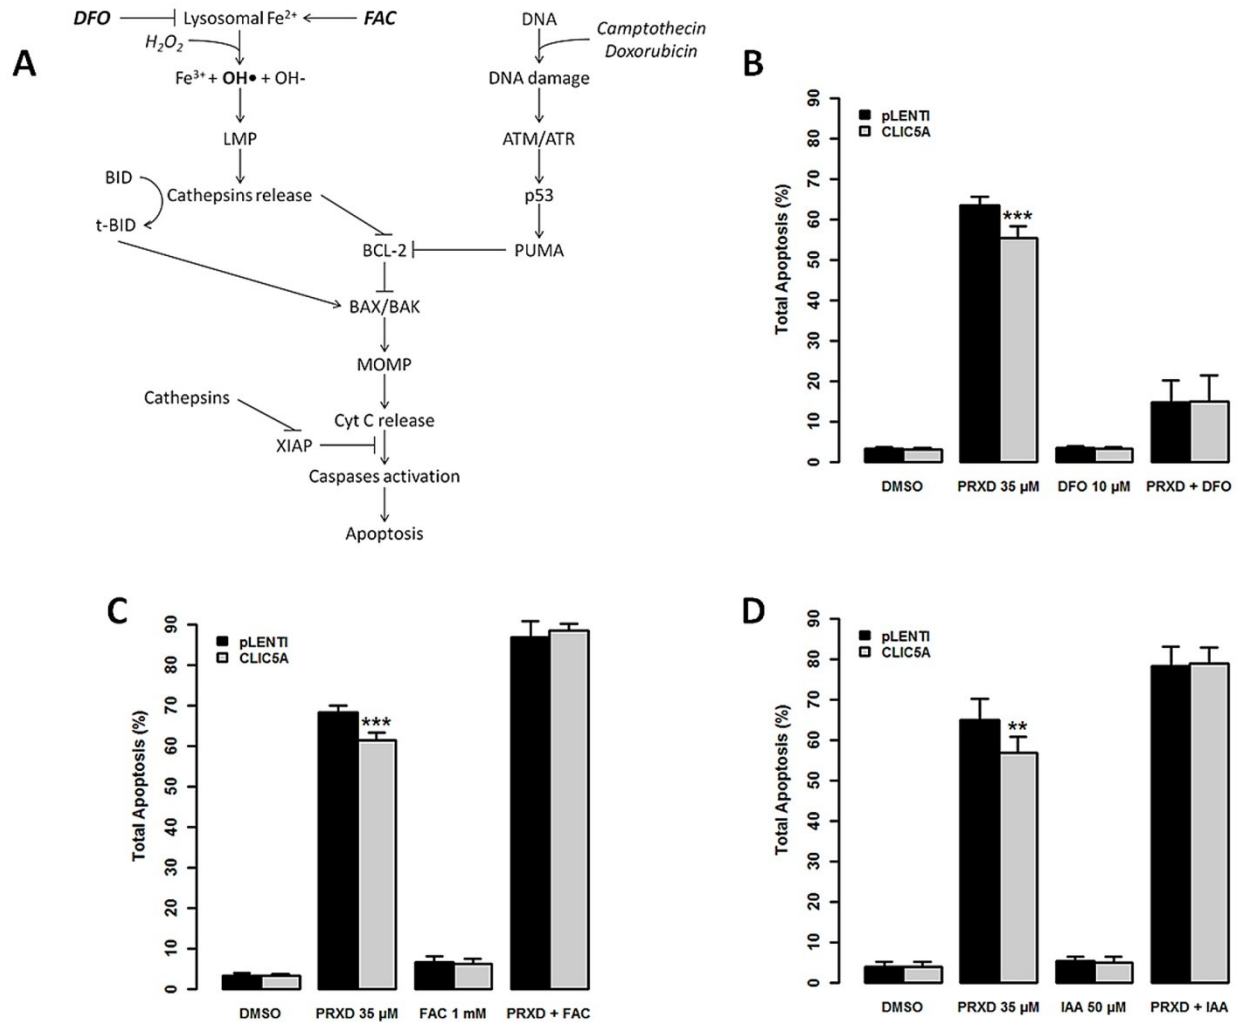 A
DFO Lysosomal Fe²⁺ FAC
H₂O₂
Fe³⁺ + OH• + OH-
LMP
BID
Cathepsins release
t-BID
DNA
Camptothecin
Doxorubicin
DNA damage
ATM/ATR
p53
BCL-2 PUMA
BAX/BAK
MOMP
Cathepsins
Cyt C release
XIAP
Caspases activation
Apoptosis
B
pLENTI
CLIC5A
Total Apoptosis (%)
90
80
70
60
50
40
30
20
10
0
***
DMSO PRXD 35 µM DFO 10 µM PRXD + DFO
C
pLENTI
CLIC5A
Total Apoptosis (%)
90
80
70
60
50
40
30
20
10
0
***
DMSO PRXD 35 µM FAC 1 mM PRXD + FAC
D
pLENTI
CLIC5A
Total Apoptosis (%)
90
80
70
60
50
40
30
20
10
0
**
DMSO PRXD 35 µM IAA 50 µM PRXD + IAA